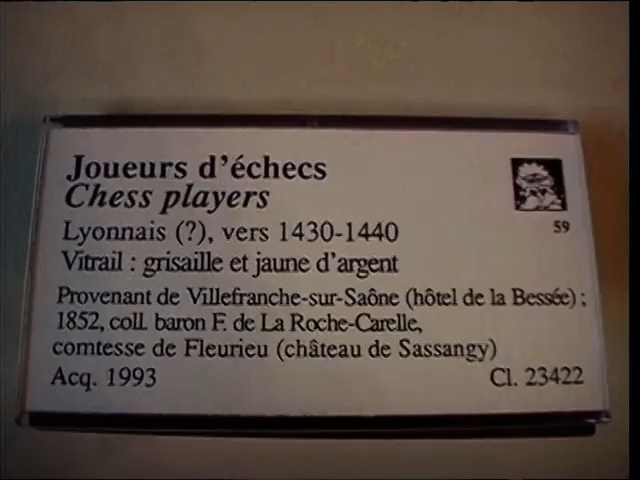 Joueurs d'échecs
Chess players
Lyonnais (?), vers 1430-1440
Vitrail : grisaille et jaune d'argent
59
Provenant de Villefranche-sur-Saône (hôtel de la Bessée) ;
1852, coll. baron F. de La Roche-Carelle,
comtesse de Fleurieu (château de Sassangy)
Acq. 1993
Cl. 23422